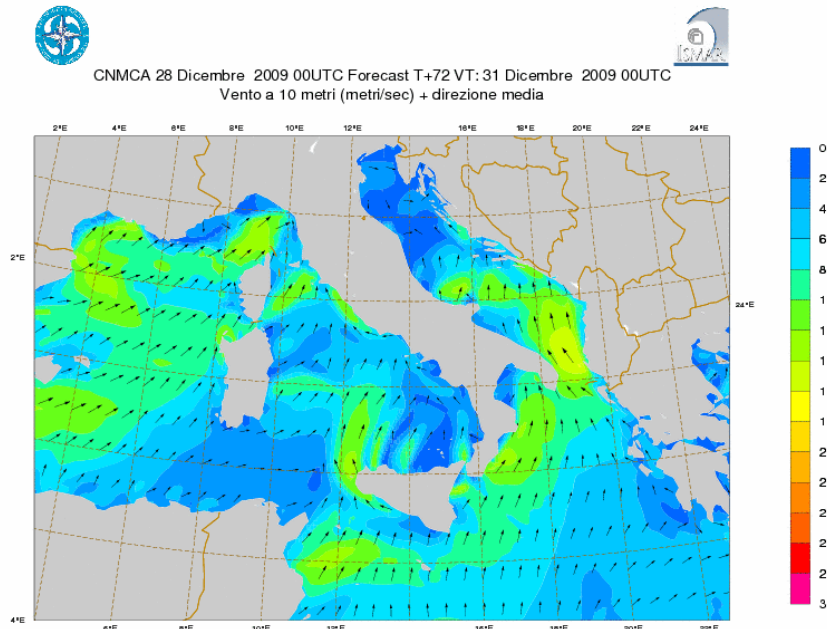 ISMAR
CNMCA 28 Dicembre 2009 00UTC Forecast T+72 VT: 31 Dicembre 2009 00UTC
Vento a 10 metri (metri/sec) + direzione media
2°E 4°E 6°E 8°E 10°E 12°E 16°E 18°E 20°E 22°E 24°E
2°E
24°E
4°E
0
2
4
6
8
1
1
1
1
1
2
2
2
2
2
3